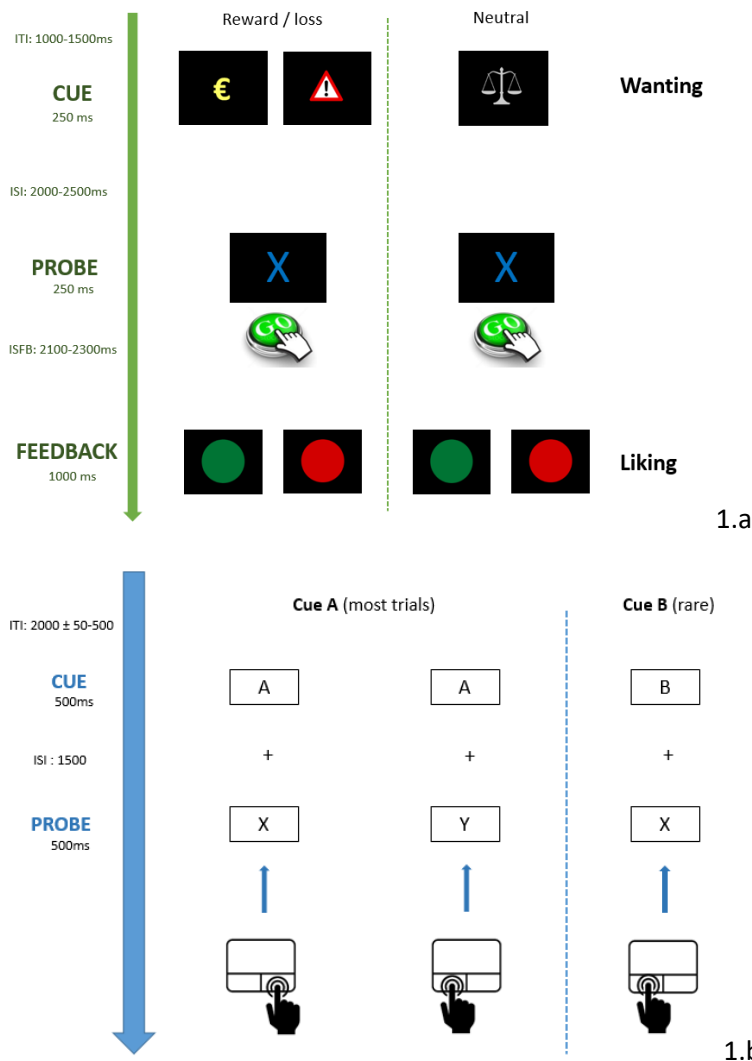 Reward / loss
Neutral
ITI: 1000-1500ms
€
!
CUE
250 ms
Wanting
ISI: 2000-2500ms
X
X
PROBE
250 ms
GO
GO
ISFB: 2100-2300ms
FEEDBACK
1000 ms
Liking
1.a
Cue A (most trials)
Cue B (rare)
ITI: 2000 ± 50-500
CUE
500ms
A
A
B
ISI : 1500
+
+
+
PROBE
500ms
X
Y
X
1.b